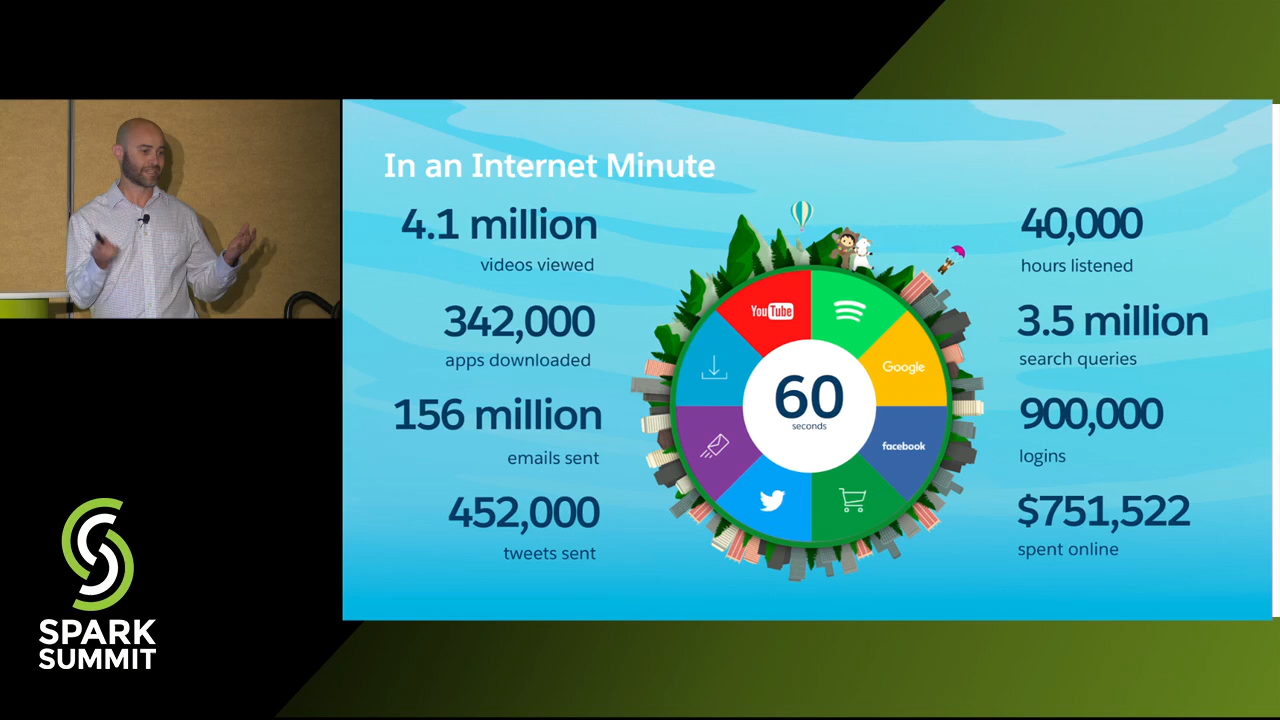 In an Internet Minute
4.1 million
videos viewed
342,000
apps downloaded
156 million
emails sent
452,000
tweets sent
YouTube
Google
facebook
60
seconds
40,000
hours listened
3.5 million
search queries
900,000
logins
$751,522
spent online
SPARK
SUMMIT